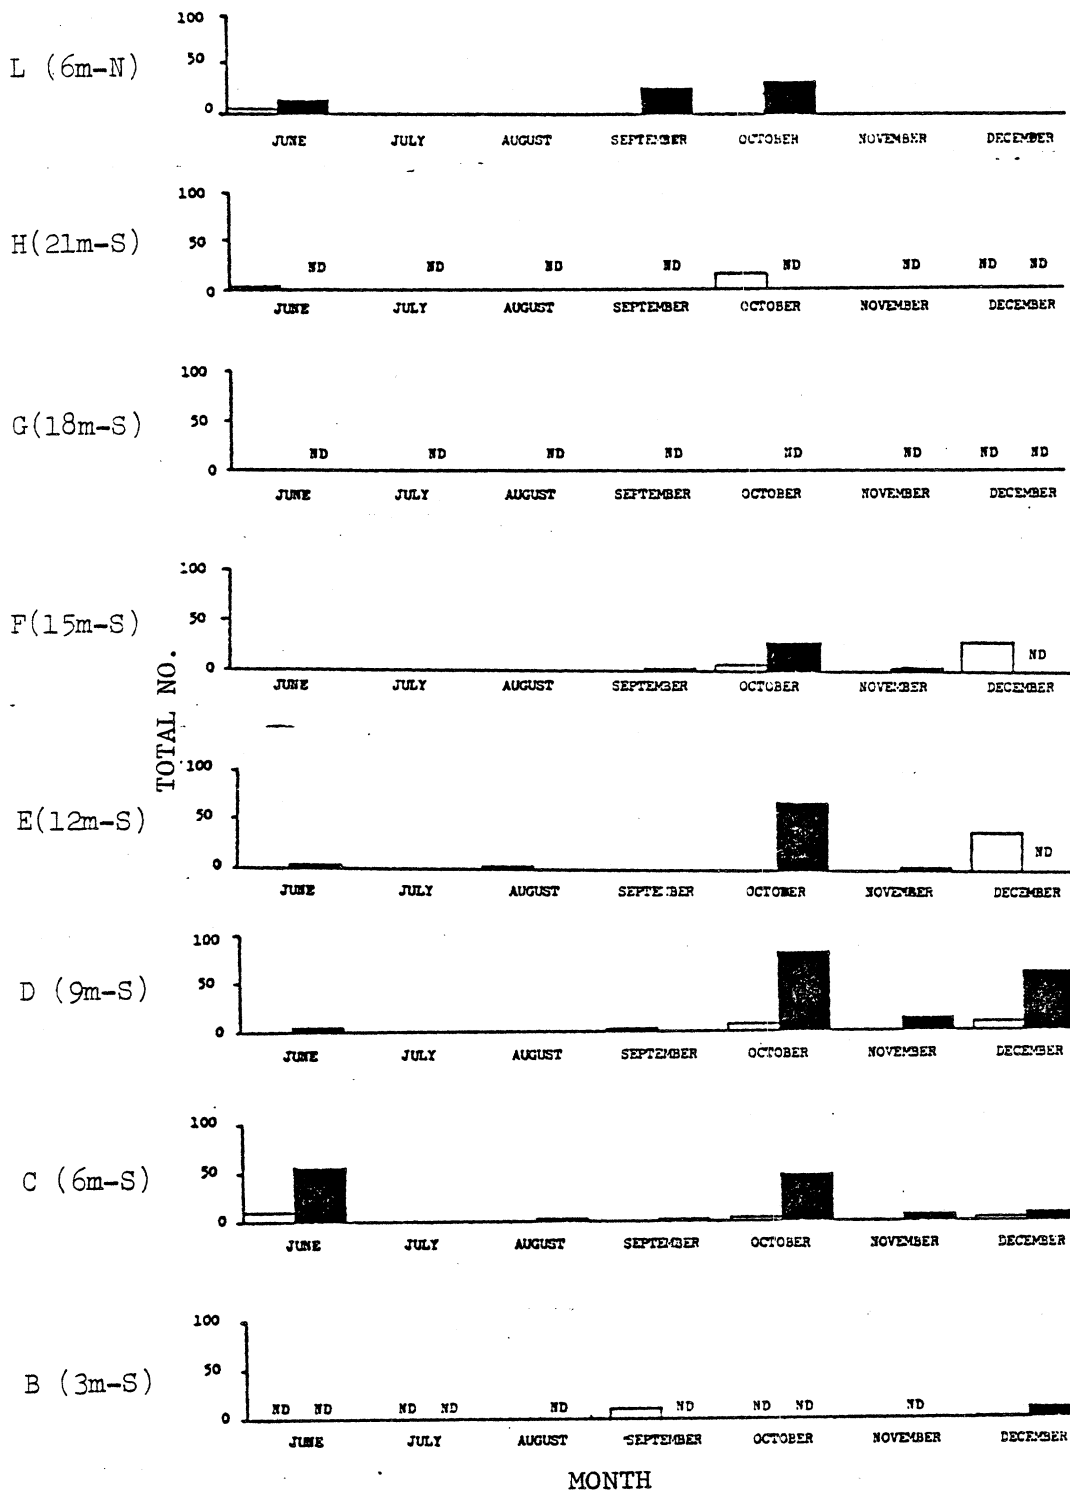 100
L (6m-N)
50
0
JUNE JULY AUGUST SEPTEMBER OCTOBER NOVEMBER DECEMBER
100
H(21m-S)
50
ND ND ND ND ND ND ND ND
0
JUNE JULY AUGUST SEPTEMBER OCTOBER NOVEMBER DECEMBER
100
G(18m-S)
50
ND ND ND ND ND ND ND ND
0
JUNE JULY AUGUST SEPTEMBER OCTOBER NOVEMBER DECEMBER
100
F(15m-S)
50
ND
0
JUNE JULY AUGUST SEPTEMBER OCTOBER NOVEMBER DECEMBER
TOTAL NO.
100
E(12m-S)
50
ND
0
JUNE JULY AUGUST SEPTEMBER OCTOBER NOVEMBER DECEMBER
100
D (9m-S)
50
0
JUNE JULY AUGUST SEPTEMBER OCTOBER NOVEMBER DECEMBER
100
C (6m-S)
50
0
JUNE JULY AUGUST SEPTEMBER OCTOBER NOVEMBER DECEMBER
100
B (3m-S)
50
ND ND ND ND ND ND ND ND ND
0
JUNE JULY AUGUST SEPTEMBER OCTOBER NOVEMBER DECEMBER
MONTH